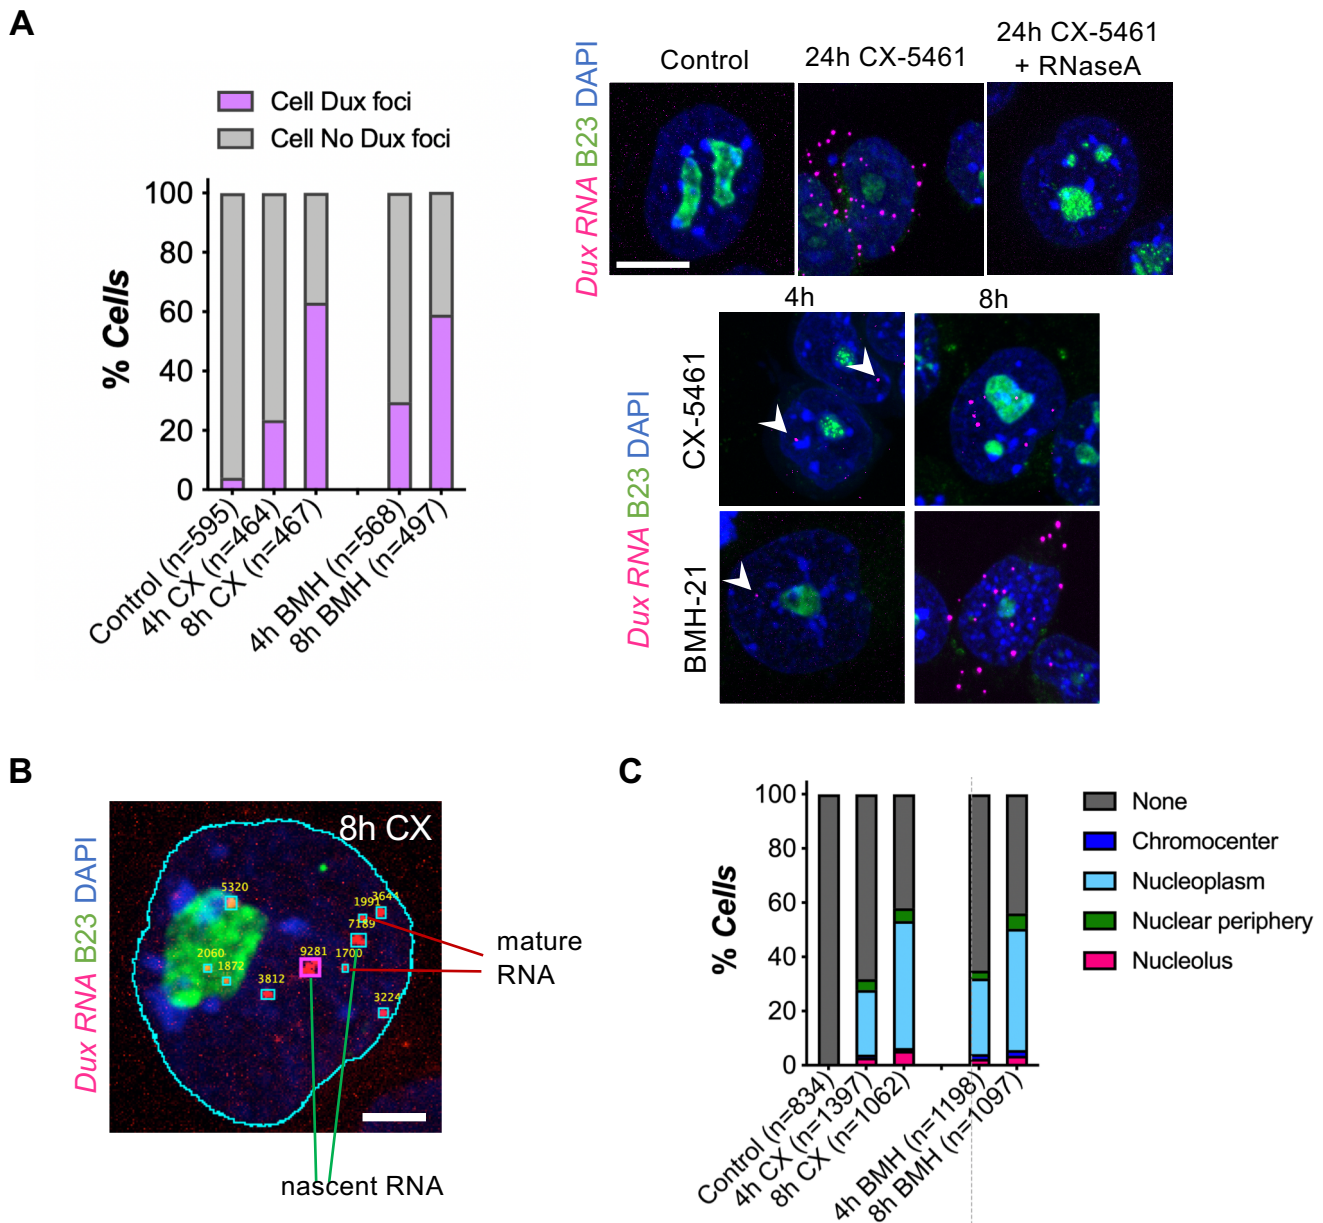 A
Cell Dux foci
Cell No Dux foci
% Cells
100
80
60
40
20
0
Control (n=595)
4h CX (n=464)
8h CX (n=467)
4h BMH (n=568)
8h BMH (n=497)
Dux RNA B23 DAPI
Control
24h CX-5461
24h CX-5461
+ RNaseA
Dux RNA B23 DAPI
4h
8h
CX-5461
BMH-21
B
Dux RNA B23 DAPI
8h CX
5320
1991
3644
7189
2060
1872
9281
1700
3812
3224
mature
RNA
nascent RNA
C
% Cells
100
80
60
40
20
0
Control (n=834)
4h CX (n=1397)
8h CX (n=1062)
4h BMH (n=1198)
8h BMH (n=1097)
None
Chromocenter
Nucleoplasm
Nuclear periphery
Nucleolus